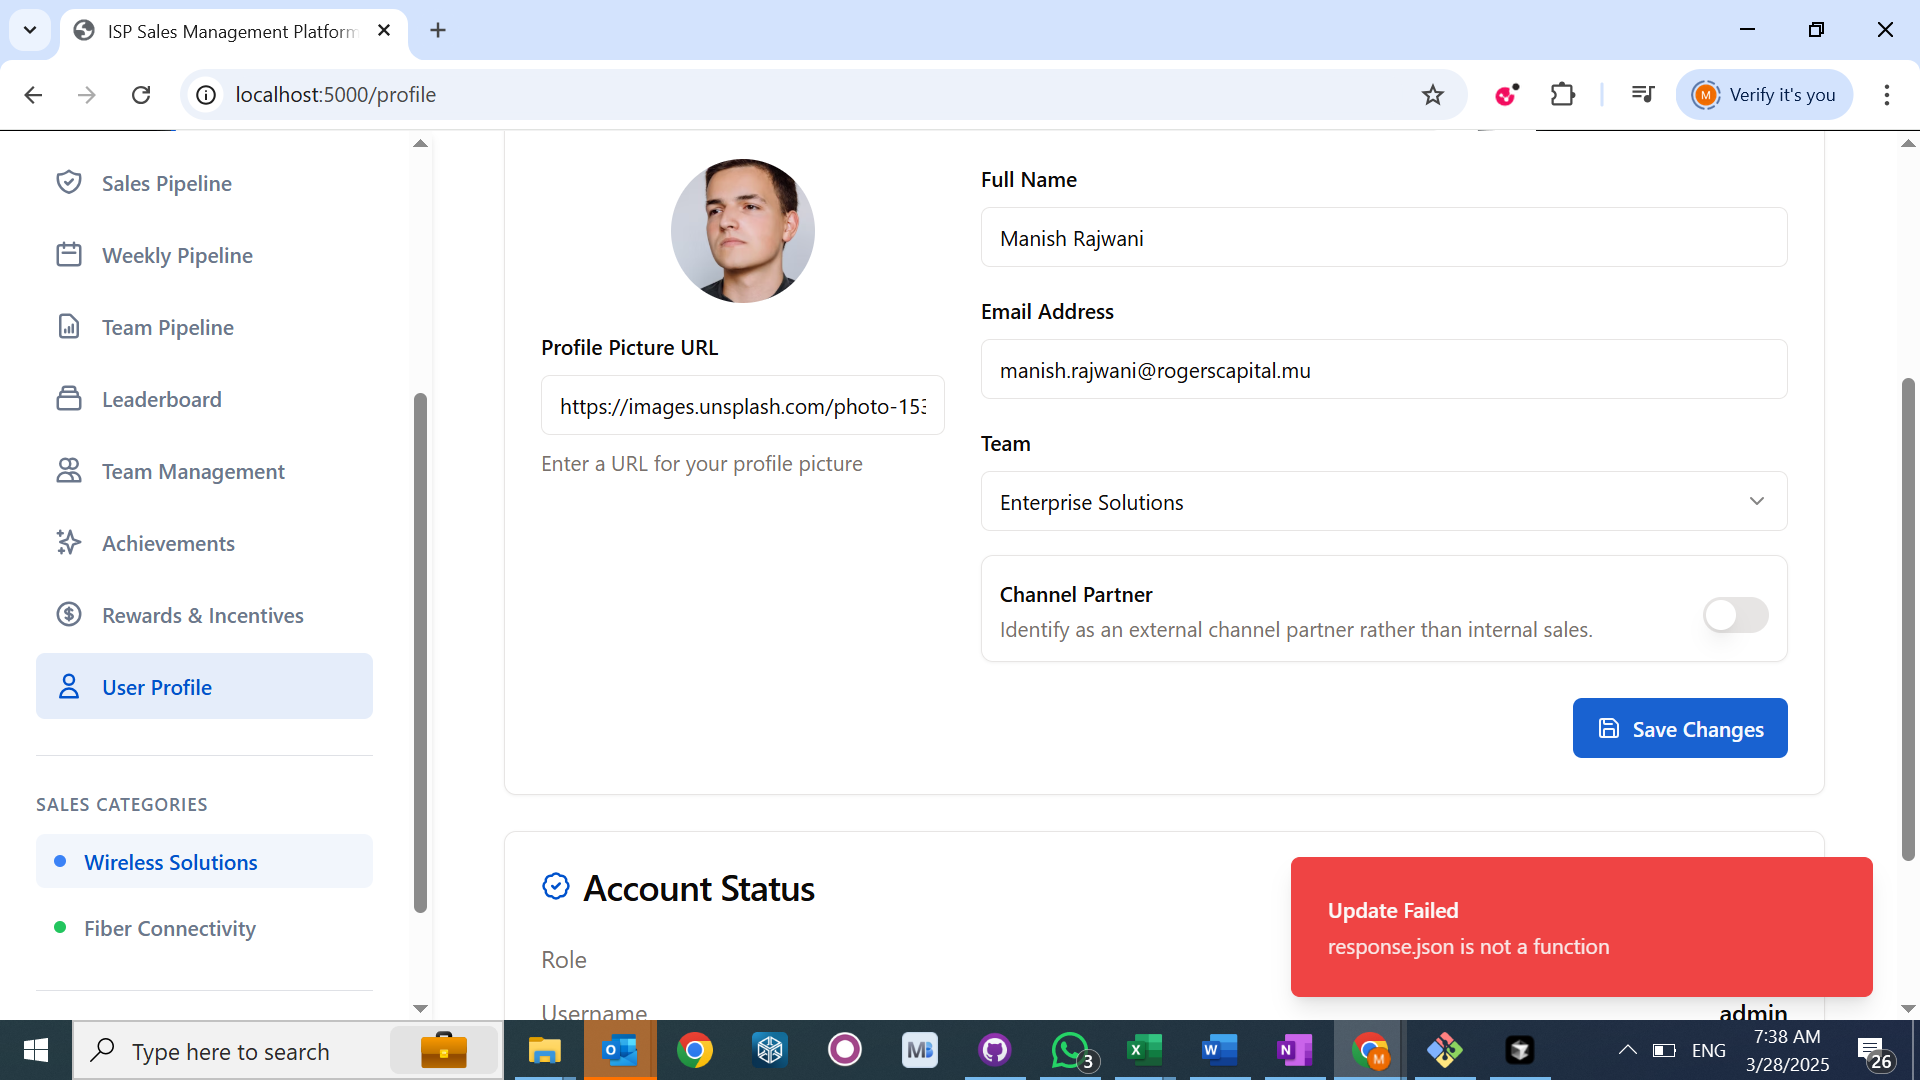 ISP Sales Management Platform
localhost:5000/profile
Verify it's you
M
Sales Pipeline
Weekly Pipeline
Team Pipeline
Leaderboard
Team Management
Achievements
Rewards & Incentives
User Profile
SALES CATEGORIES
Wireless Solutions
Fiber Connectivity
Profile Picture URL
https://images.unsplash.com/photo-153
Enter a URL for your profile picture
Full Name
Manish Rajwani
Email Address
manish.rajwani@rogerscapital.mu
Team
Enterprise Solutions
Channel Partner
Identify as an external channel partner rather than internal sales.
Save Changes
Account Status
Role
Username
admin
Update Failed
response.json is not a function
Type here to search
MB
3
M
ENG
7:38 AM
3/28/2025
26